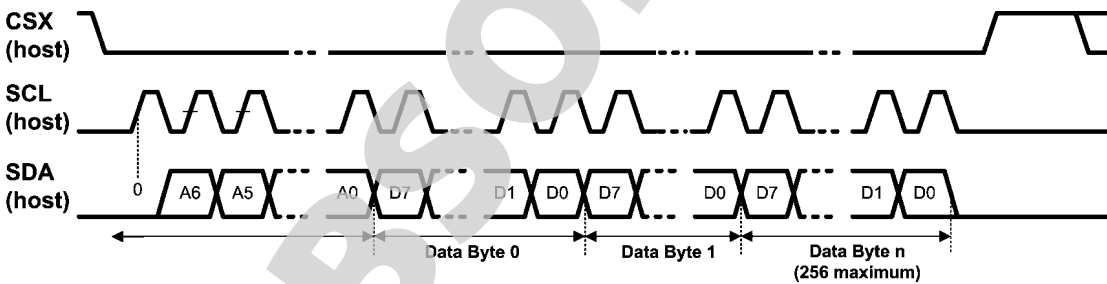 CSX
(host)
SCL
(host)
SDA
(host)
0 A6 A5 A0 D7 D1 D0 D7 D0 D7 D1 D0
Data Byte 0 Data Byte 1 Data Byte n
(256 maximum)
BSO